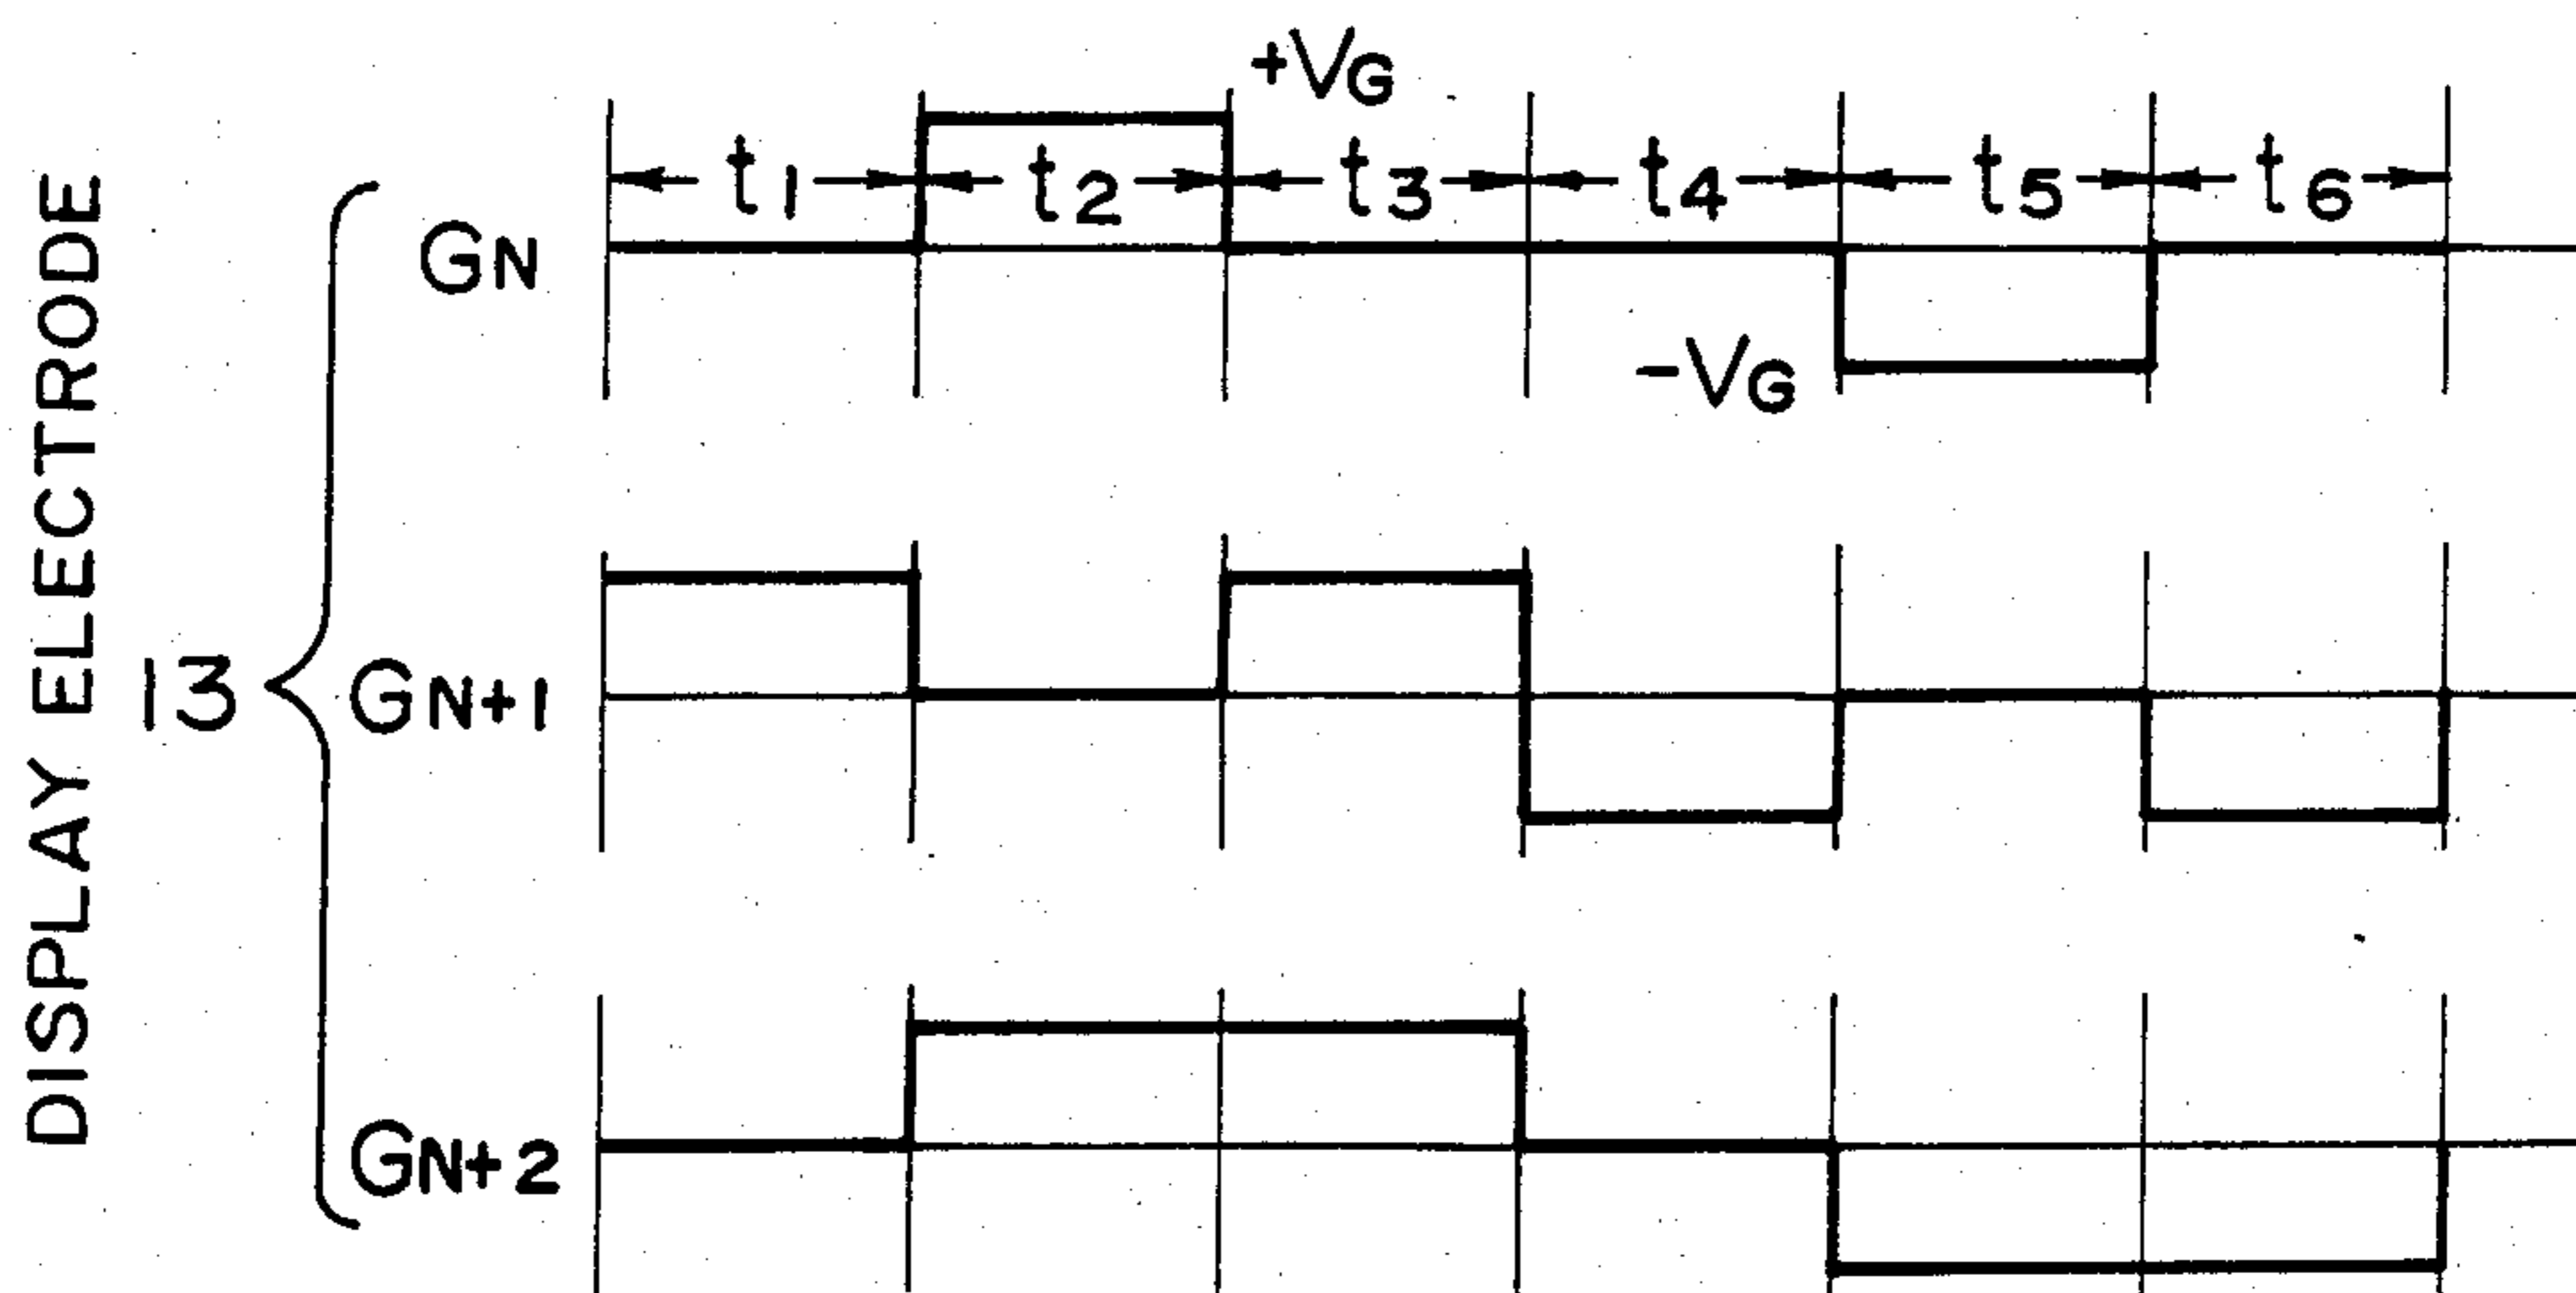 DISPLAY ELECTRODE
13
GN
+VG
t1
t2
t3
t4
t5
t6
-VG
GN+1
GN+2